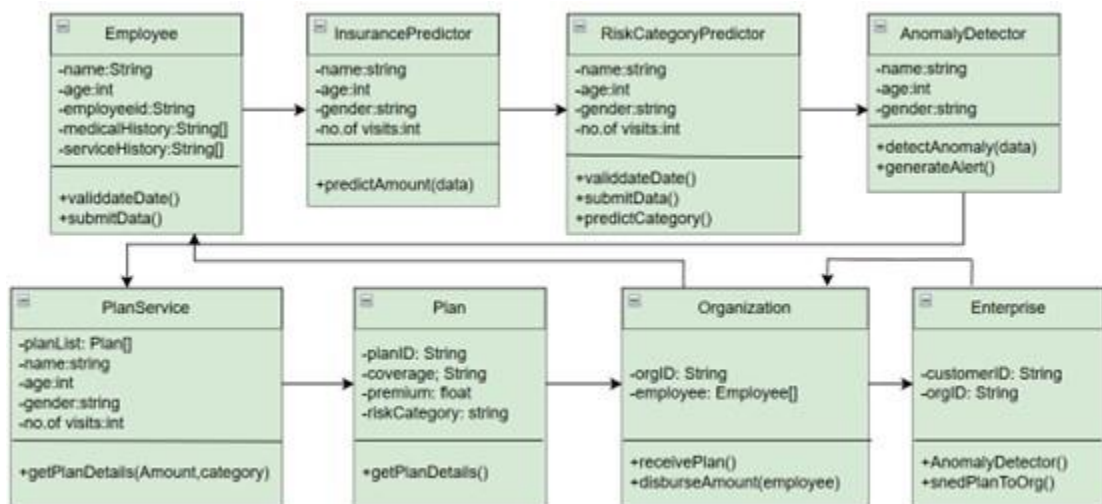 Employee
-name:String
-age:int
-employeeid:String
-medicalHistory:String[]
-serviceHistory:String[]
+validdateDate()
+submitData()
InsurancePredictor
-name:string
-age:int
-gender:string
-no.of visits:int
+predictAmount(data)
RiskCategoryPredictor
-name:string
-age:int
-gender:string
-no.of visits:int
+validdateDate()
+submitData()
+predictCategory()
AnomalyDetector
-name:string
-age:int
-gender:string
+detectAnomaly(data)
+generateAlert()
PlanService
-planList: Plan[]
-name:string
-age:int
-gender:string
-no.of visits:int
+getPlanDetails(Amount,category)
Plan
-planID: String
-coverage; String
-premium: float
-riskCategory: string
+getPlanDetails()
Organization
-orgID: String
-employee: Employee[]
+receivePlan()
+disburseAmount(employee)
Enterprise
-customerID: String
-orgID: String
+AnomalyDetector()
+snedPlanToOrg()